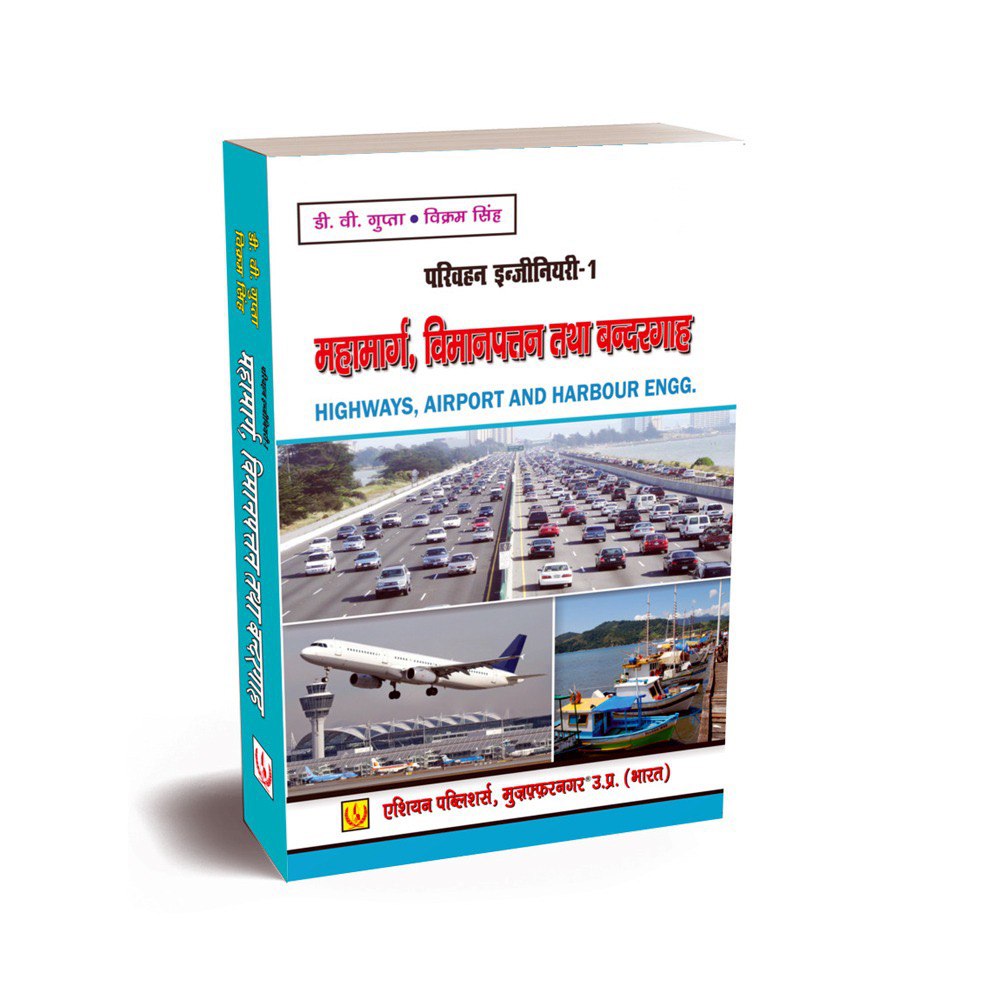 डी. वी. गुप्ता • विक्रम सिंह
परिवहन इन्जीनियरी-1
महामार्ग, विमानपत्तन तथा बन्दरगाह
HIGHWAYS, AIRPORT AND HARBOUR ENGG.
एशियन पब्लिशर्स, मुज़फ़्फ़रनगर उ.प्र. (भारत)
डी. वी. गुप्ता
विक्रम सिंह
महामार्ग, विमानपत्तन तथा बन्दरगाह